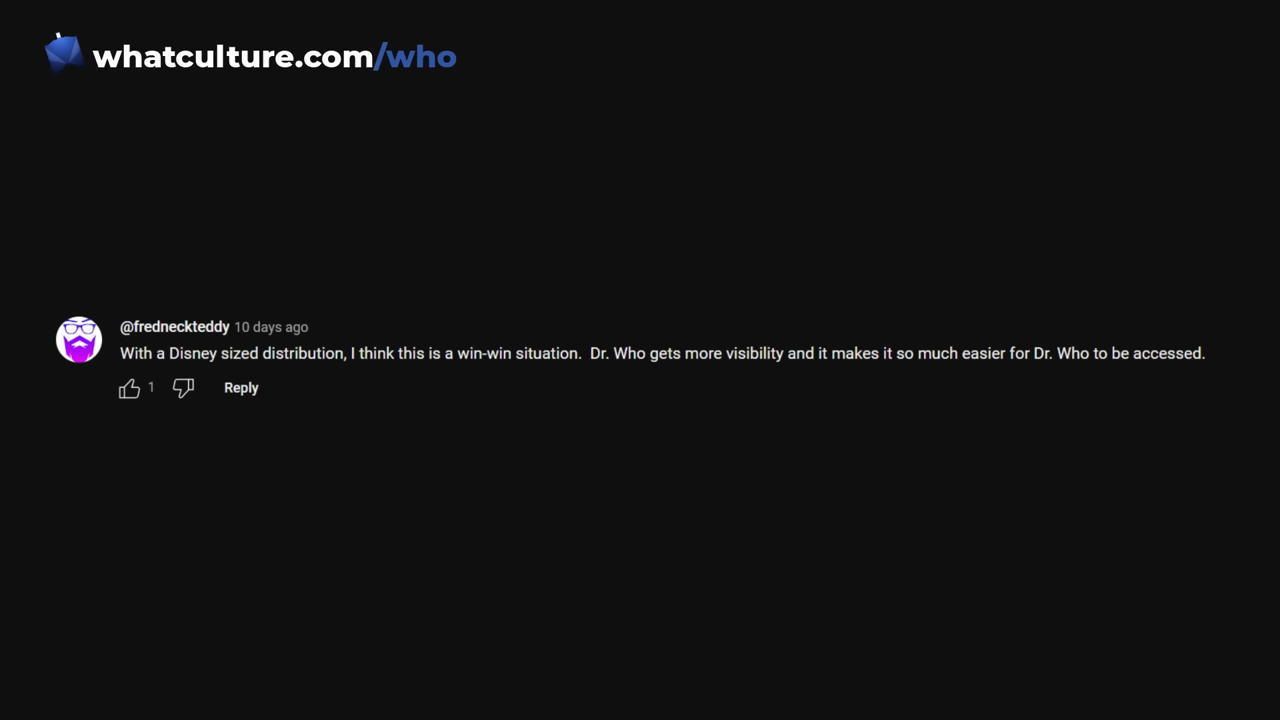 whatculture.com/who
@fredneckteddy 10 days ago
With a Disney sized distribution, I think this is a win-win situation.  Dr. Who gets more visibility and it makes it so much easier for Dr. Who to be accessed.
1 Reply